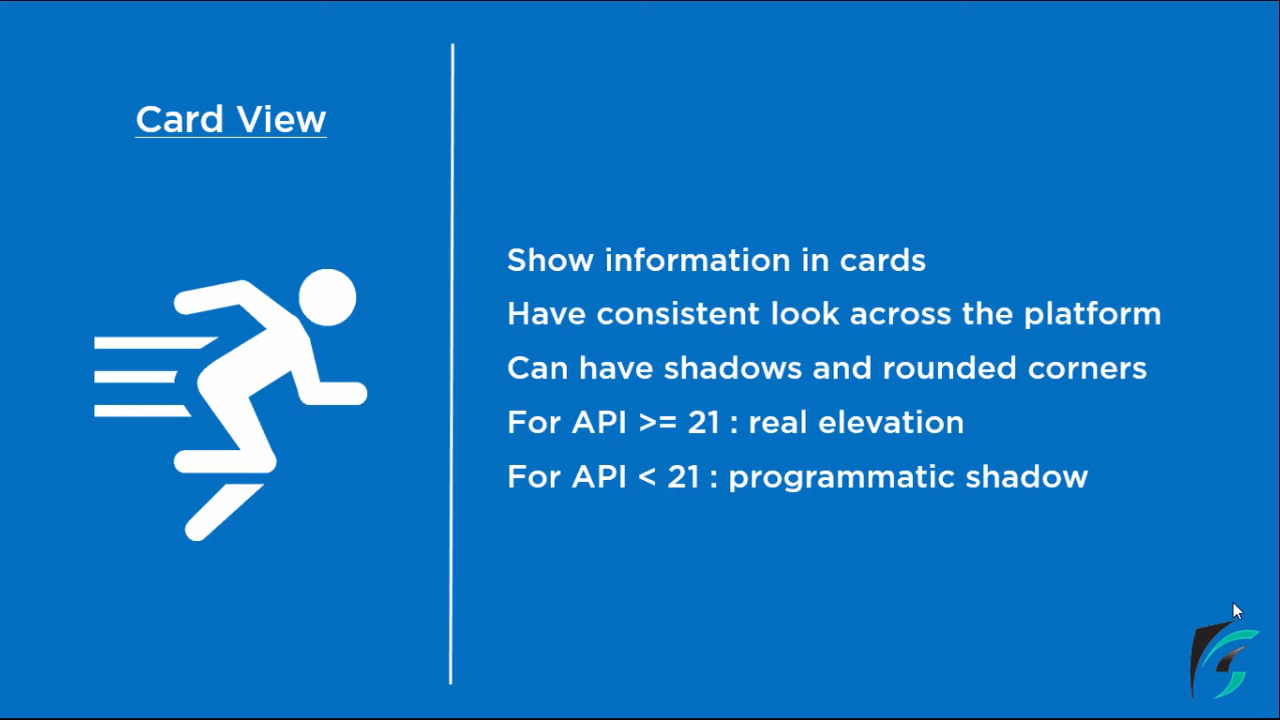 Card View
Show information in cards
Have consistent look across the platform
Can have shadows and rounded corners
For API >= 21 : real elevation
For API < 21 : programmatic shadow